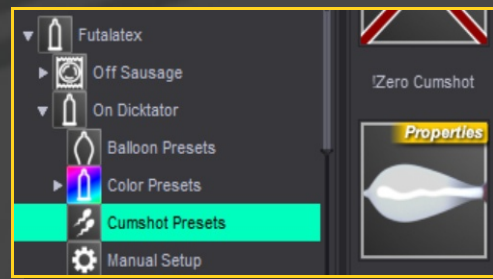 Futalatex
Off Sausage
On Dicktator
Balloon Presets
Color Presets
Cumshot Presets
Manual Setup
!Zero Cumshot
Properties